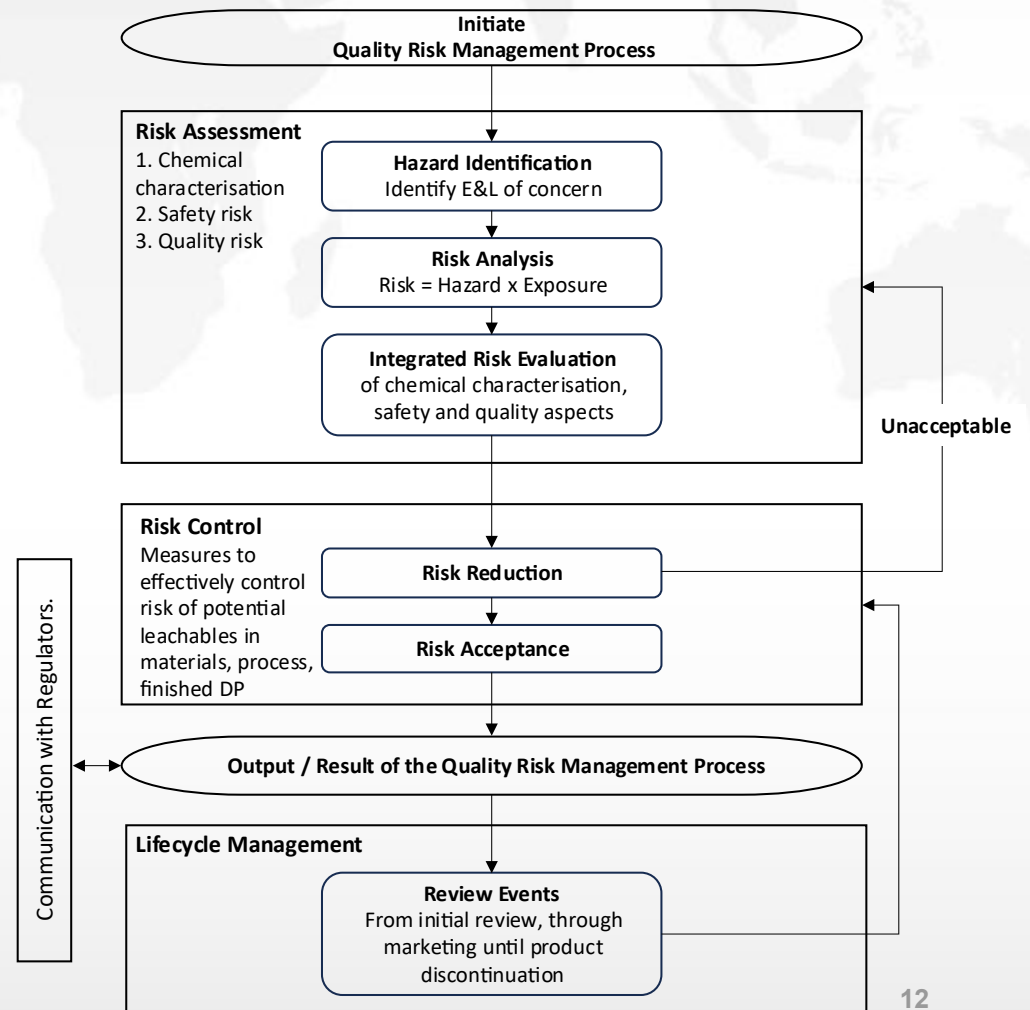 Initiate
Quality Risk Management Process
Risk Assessment
1. Chemical
characterisation
2. Safety risk
3. Quality risk
Hazard Identification
Identify E&L of concern
Risk Analysis
Risk = Hazard x Exposure
Integrated Risk Evaluation
of chemical characterisation,
safety and quality aspects
Unacceptable
Risk Control
Measures to
effectively control
risk of potential
leachables in
materials, process,
finished DP
Risk Reduction
Risk Acceptance
Communication with Regulators.
Output / Result of the Quality Risk Management Process
Lifecycle Management
Review Events
From initial review, through
marketing until product
discontinuation
12